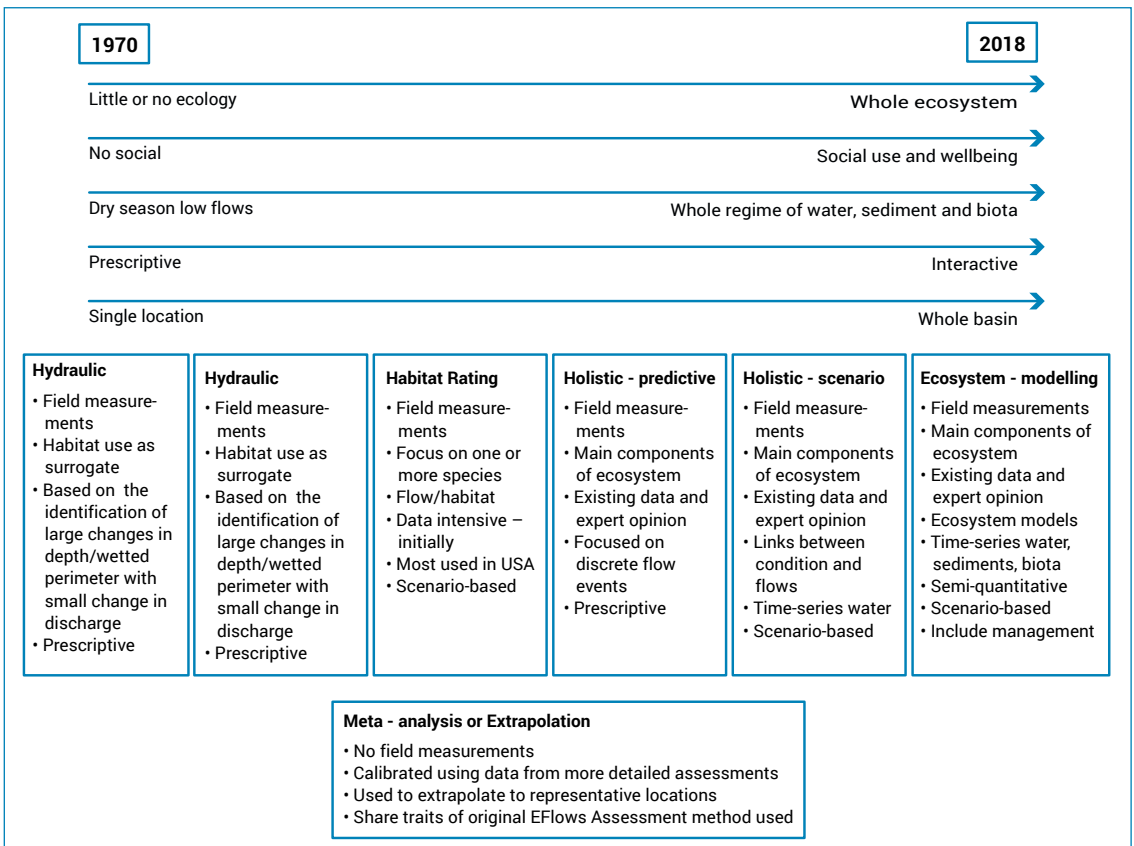 1970
2018
Little or no ecology
Whole ecosystem
No social
Social use and wellbeing
Dry season low flows
Whole regime of water, sediment and biota
Prescriptive
Interactive
Single location
Whole basin
Hydraulic
• Field measure-
ments
• Habitat use as
surrogate
• Based on the
identification of
large changes in
depth/wetted
perimeter with
small change in
discharge
• Prescriptive
Hydraulic
• Field measure-
ments
• Habitat use as
surrogate
• Based on the
identification of
large changes in
depth/wetted
perimeter with
small change in
discharge
• Prescriptive
Habitat Rating
• Field measure-
ments
• Focus on one or
more species
• Flow/habitat
• Data intensive –
initially
• Most used in USA
• Scenario-based
Holistic - predictive
• Field measure-
ments
• Main components
of ecosystem
• Existing data and
expert opinion
• Focused on
discrete flow
events
• Prescriptive
Holistic - scenario
• Field measure-
ments
• Main components
of ecosystem
• Existing data and
expert opinion
• Links between
condition and
flows
• Time-series water
• Scenario-based
Ecosystem - modelling
• Field measurements
• Main components of
ecosystem
• Existing data and
expert opinion
• Ecosystem models
• Time-series water,
sediments, biota
• Semi-quantitative
• Scenario-based
• Include management
Meta - analysis or Extrapolation
• No field measurements
• Calibrated using data from more detailed assessments
• Used to extrapolate to representative locations
• Share traits of original EFlows Assessment method used